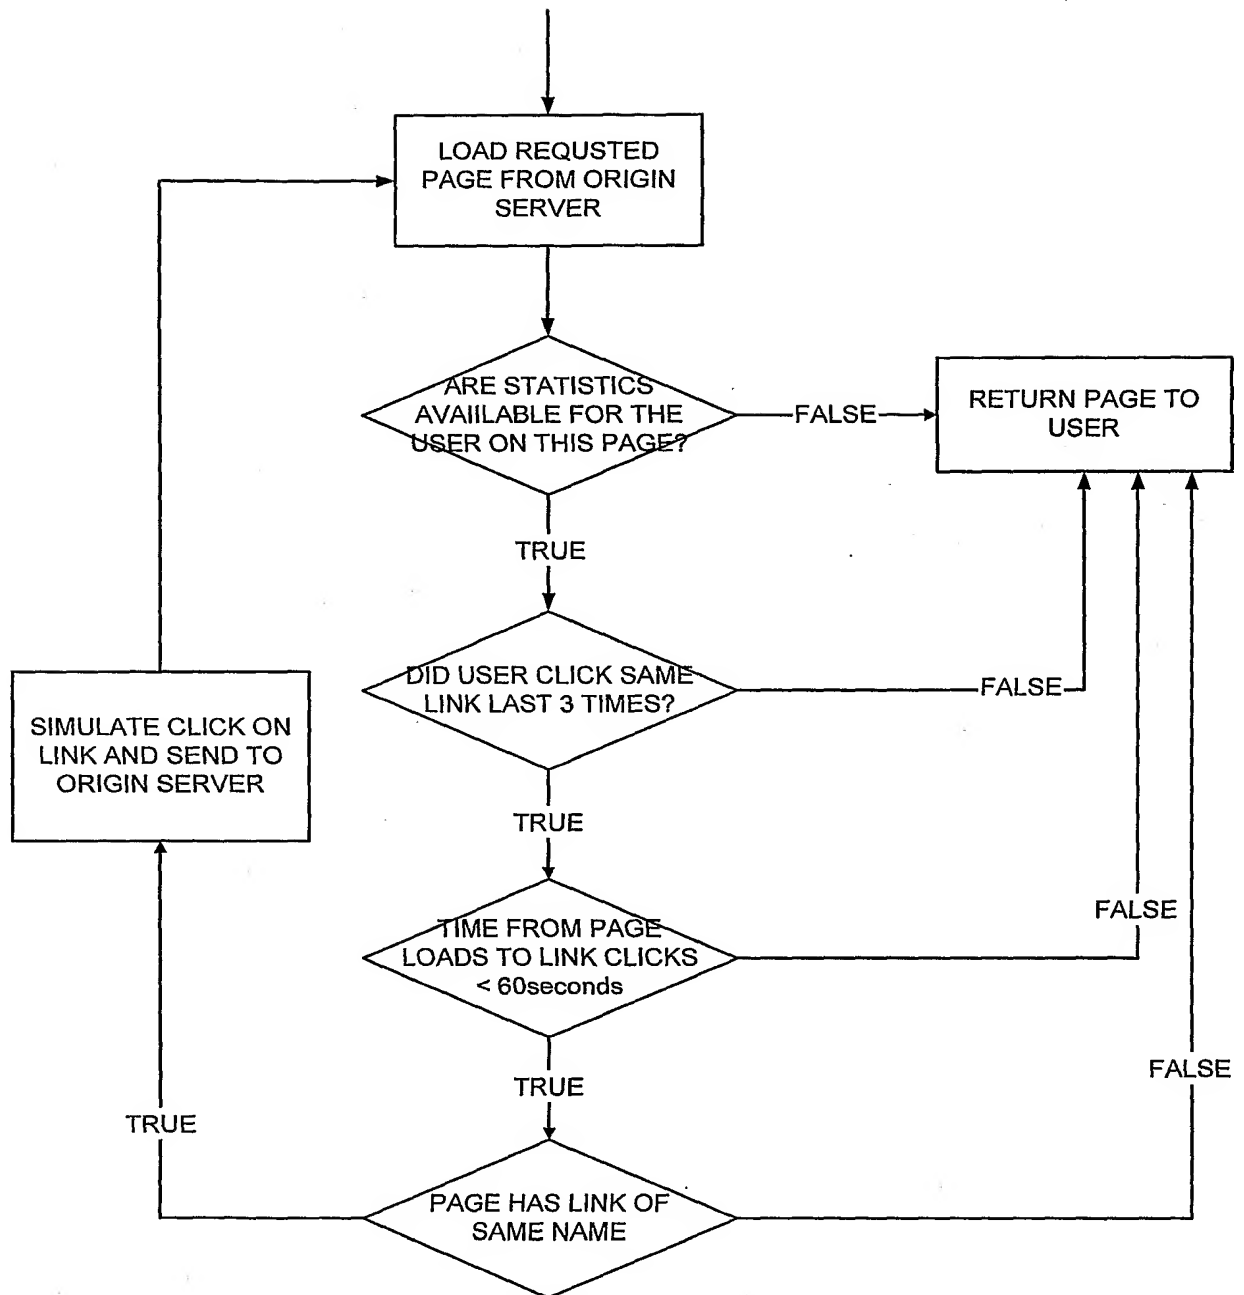 LOAD REQUSTED
PAGE FROM ORIGIN
SERVER
ARE STATISTICS
AVAIILABLE FOR THE
USER ON THIS PAGE?
FALSE
RETURN PAGE TO
USER
TRUE
DID USER CLICK SAME
LINK LAST 3 TIMES?
FALSE
SIMULATE CLICK ON
LINK AND SEND TO
ORIGIN SERVER
TRUE
TIME FROM PAGE
LOADS TO LINK CLICKS
< 60seconds
FALSE
TRUE
FALSE
TRUE
PAGE HAS LINK OF
SAME NAME